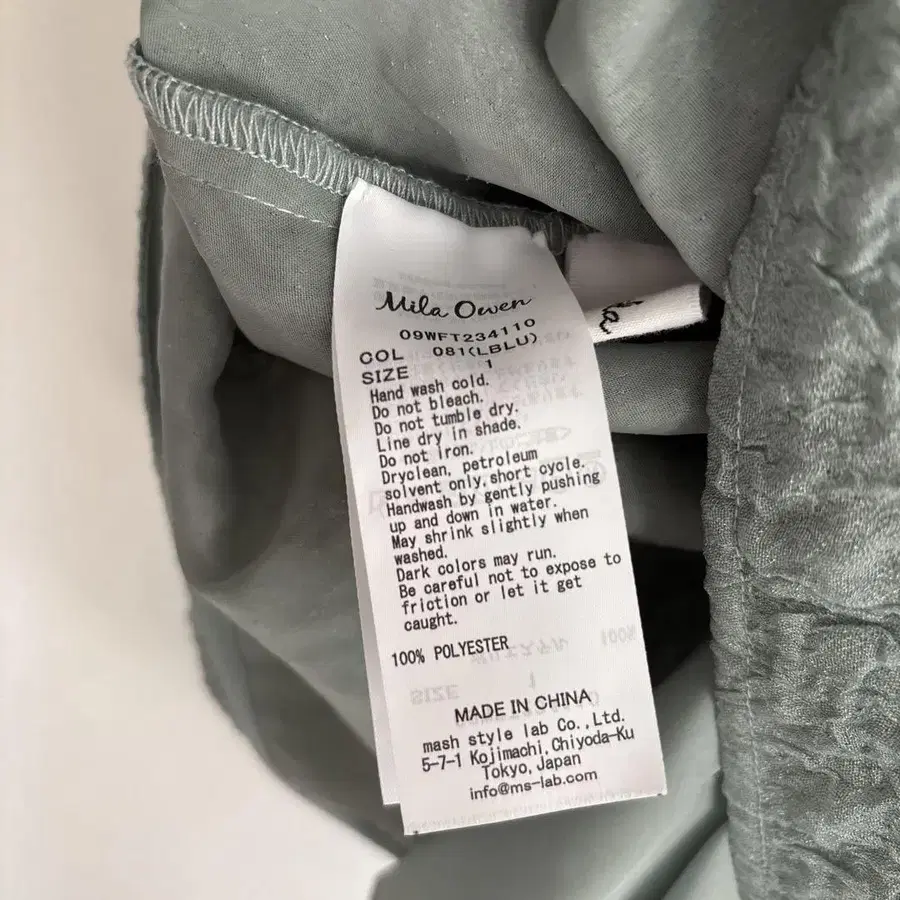 Mila Owen
09WFT234110
COL 081(LBLU)
SIZE 1
Hand wash cold.
Do not bleach.
Do not tumble dry.
Line dry in shade.
Do not iron.
Dryclean, petroleum
solvent only,short cycle.
Handwash by gently pushing
up and down in water.
May shrink slightly when
washed.
Dark colors may run.
Be careful not to expose to
friction or let it get
caught.
100% POLYESTER
MADE IN CHINA
mash style lab Co.,Ltd.
5-7-1 Kojimachi,Chiyoda-Ku
Tokyo,Japan
info@ms-lab.com